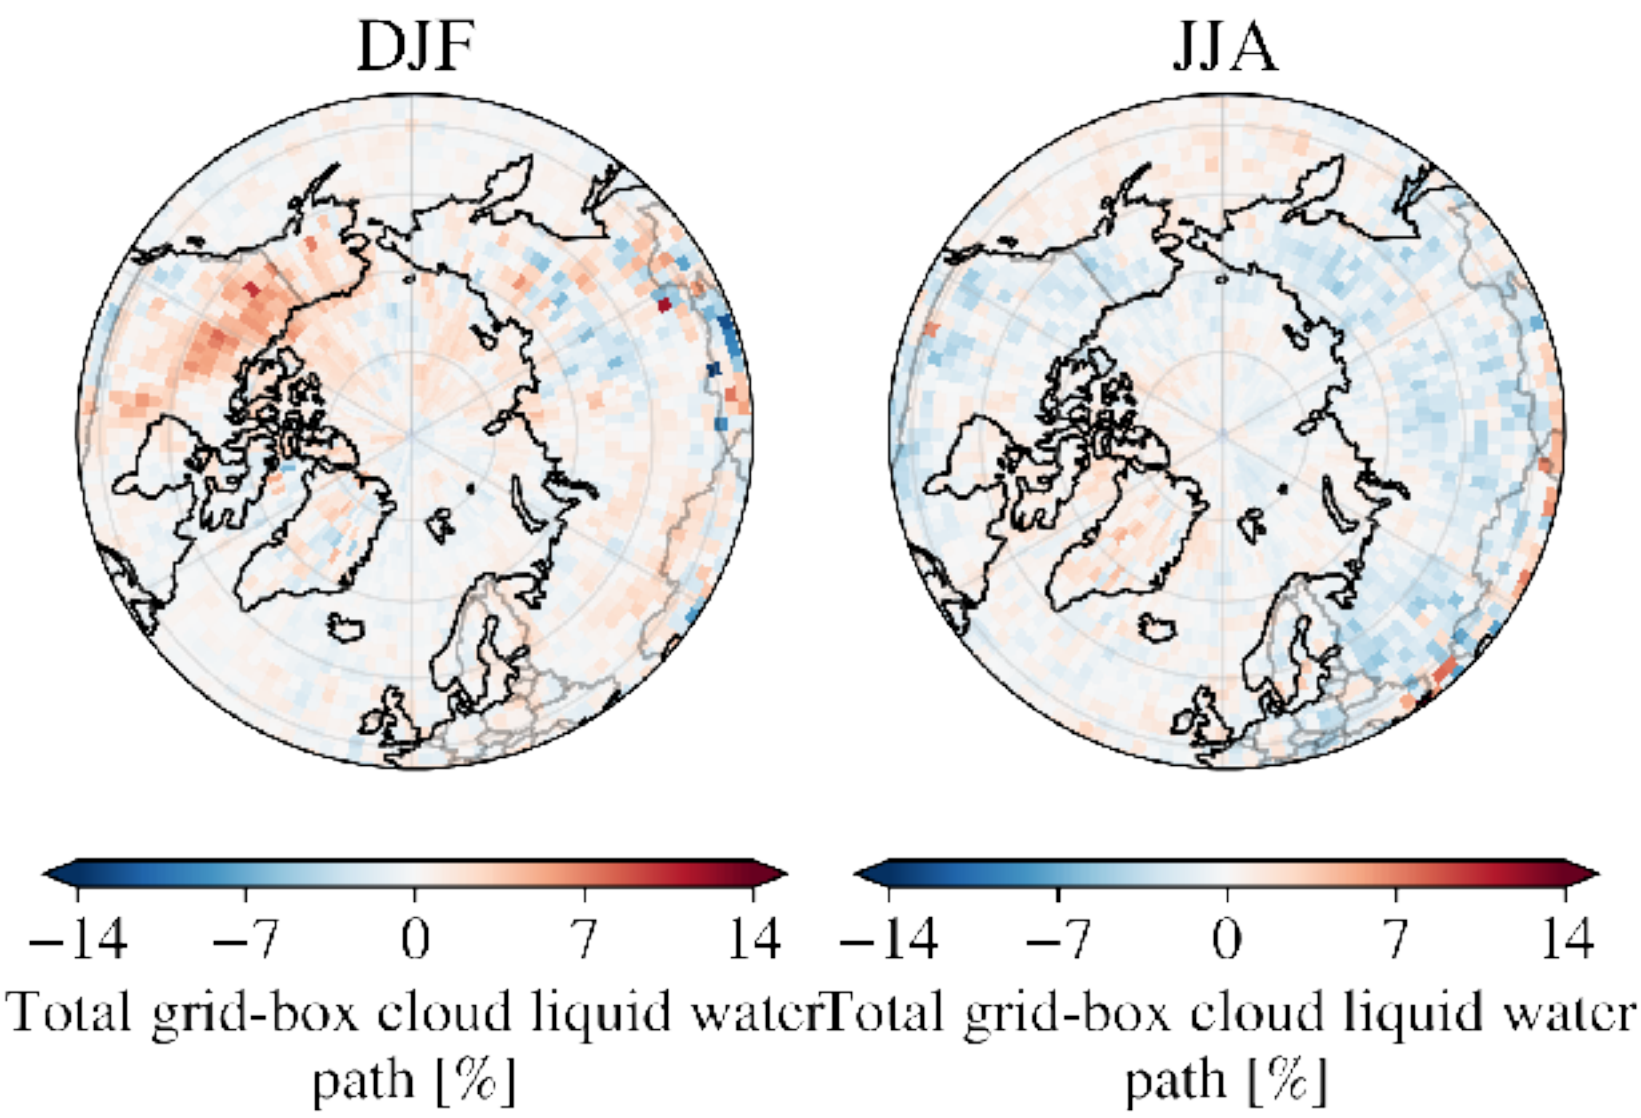 DJF
JJA
−14 −7 0 7 14
−14 −7 0 7 14
Total grid-box cloud liquid water
path [%]
Total grid-box cloud liquid water
path [%]